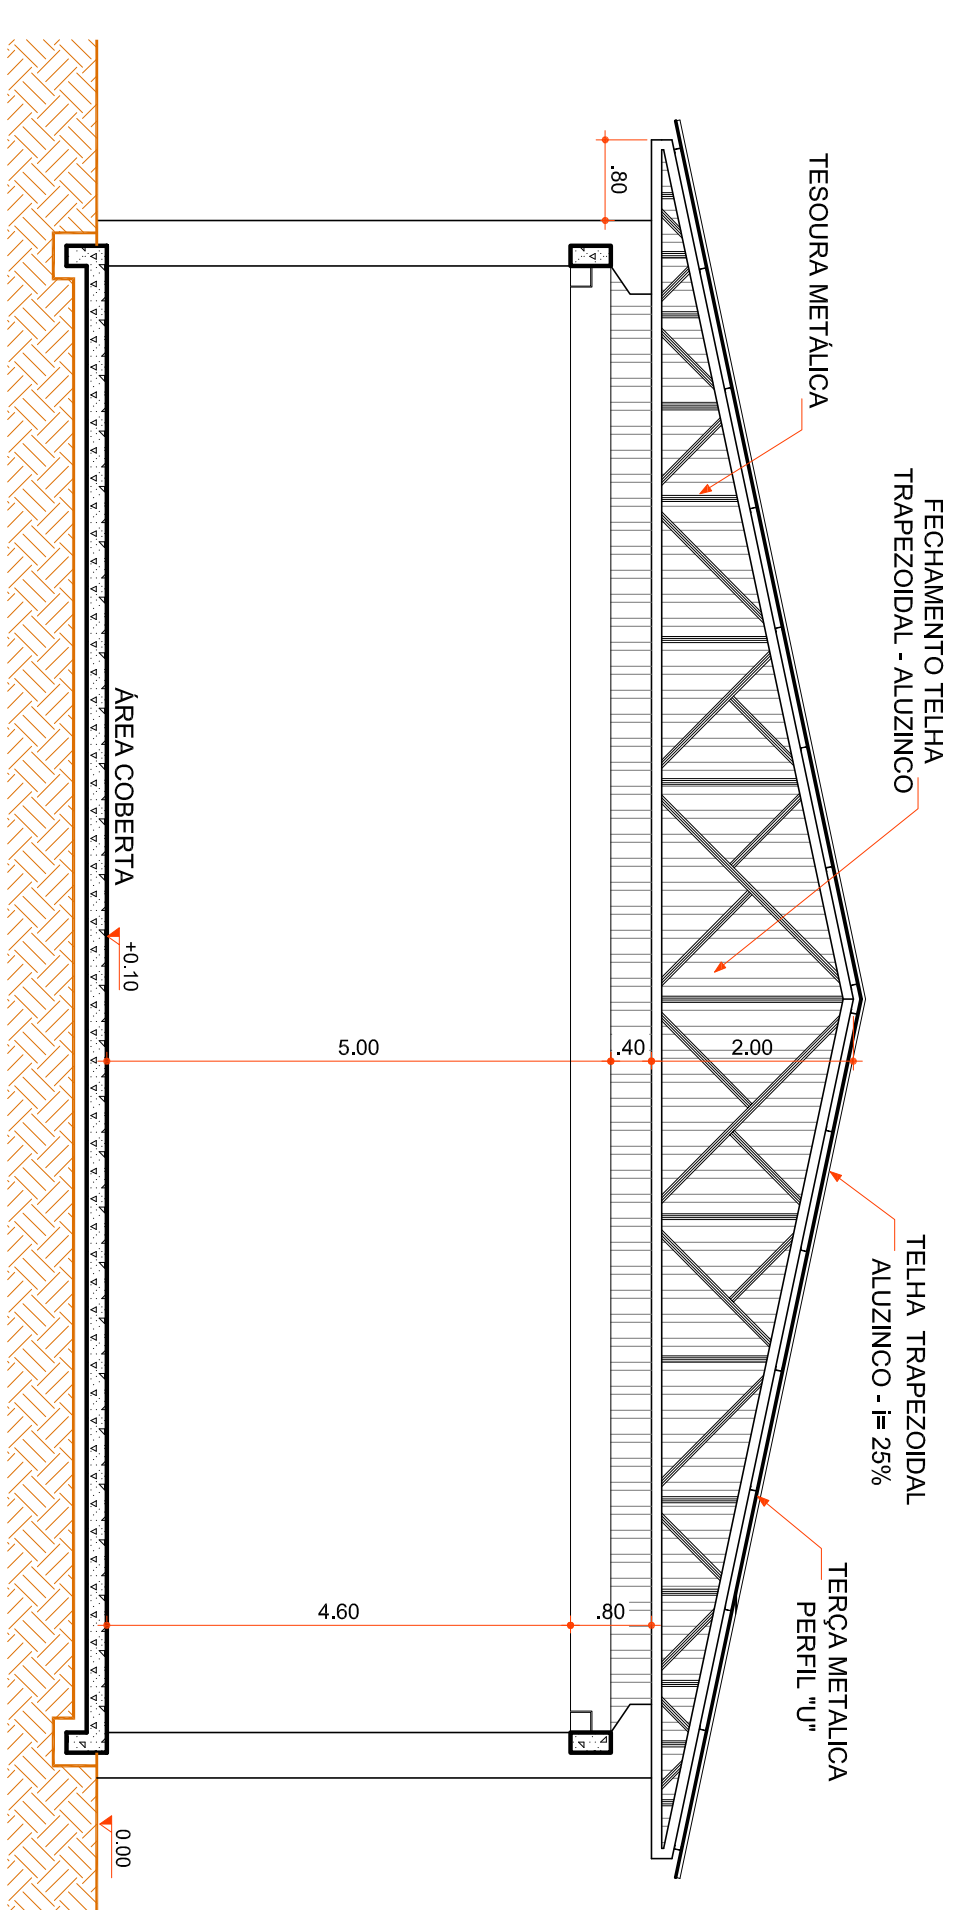 TESOURA METÁLICA
FECHAMENTO TELHA
TRAPEZOIDAL - ALUZINCO
TELHA TRAPEZOIDAL
ALUZINCO - i= 25%
TERÇA METALICA
PERFIL "U"
.80
2.00
.40
5.00
.80
4.60
ÁREA COBERTA
+0.10
0.00